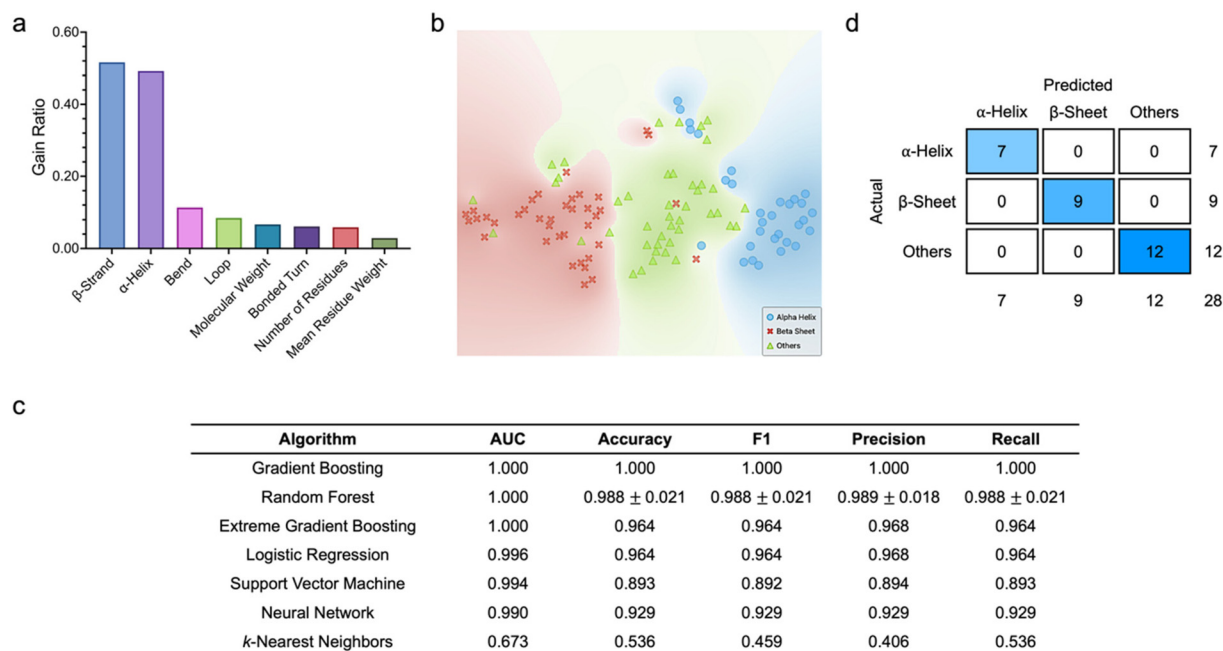 a
0.60
0.40
0.20
0.00
Gain Ratio
β-Strand
α-Helix
Bend
Loop
Molecular Weight
Bonded Turn
Number of Residues
Mean Residue Weight
b
Alpha Helix
Beta Sheet
Others
d
Predicted
α-Helix β-Sheet Others
Actual
α-Helix 7 0 0 7
β-Sheet 0 9 0 9
Others 0 0 12 12
7 9 12 28
c
Algorithm AUC Accuracy F1 Precision Recall
Gradient Boosting 1.000 1.000 1.000 1.000 1.000
Random Forest 1.000 0.988 ± 0.021 0.988 ± 0.021 0.989 ± 0.018 0.988 ± 0.021
Extreme Gradient Boosting 1.000 0.964 0.964 0.968 0.964
Logistic Regression 0.996 0.964 0.964 0.968 0.964
Support Vector Machine 0.994 0.893 0.892 0.894 0.893
Neural Network 0.990 0.929 0.929 0.929 0.929
k-Nearest Neighbors 0.673 0.536 0.459 0.406 0.536